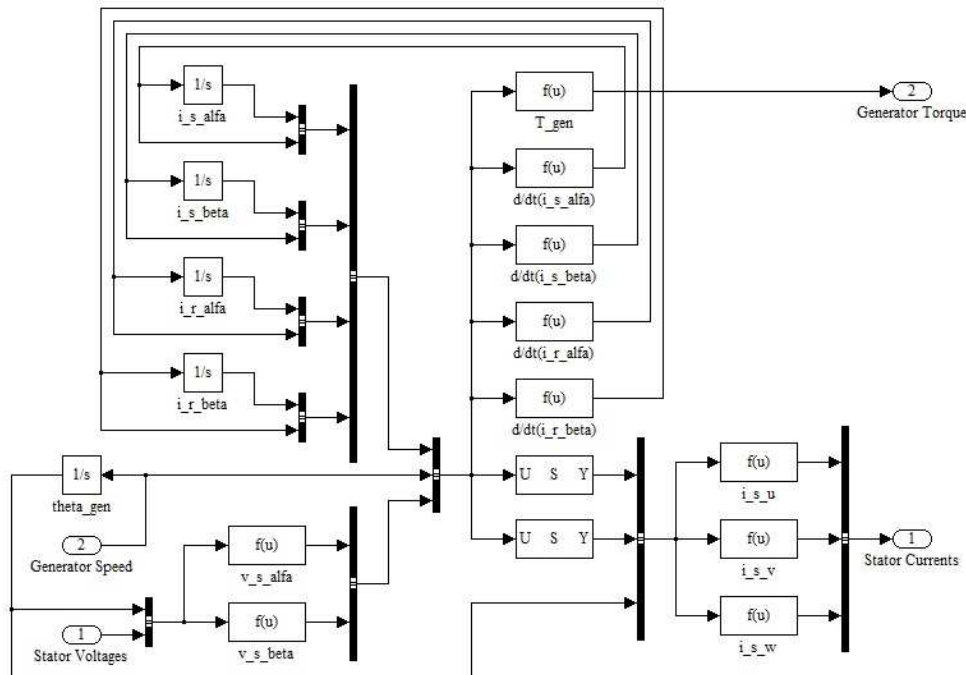 1/s
i_s_alfa
1/s
i_s_beta
1/s
i_r_alfa
1/s
i_r_beta
f(u)
T_gen
2
Generator Torque
f(u)
d/dt(i_s_alfa)
f(u)
d/dt(i_s_beta)
f(u)
d/dt(i_r_alfa)
f(u)
d/dt(i_r_beta)
1/s
theta_gen
2
Generator Speed
1
Stator Voltages
f(u)
v_s_alfa
f(u)
v_s_beta
U S Y
U S Y
f(u)
i_s_u
f(u)
i_s_v
f(u)
i_s_w
1
Stator Currents